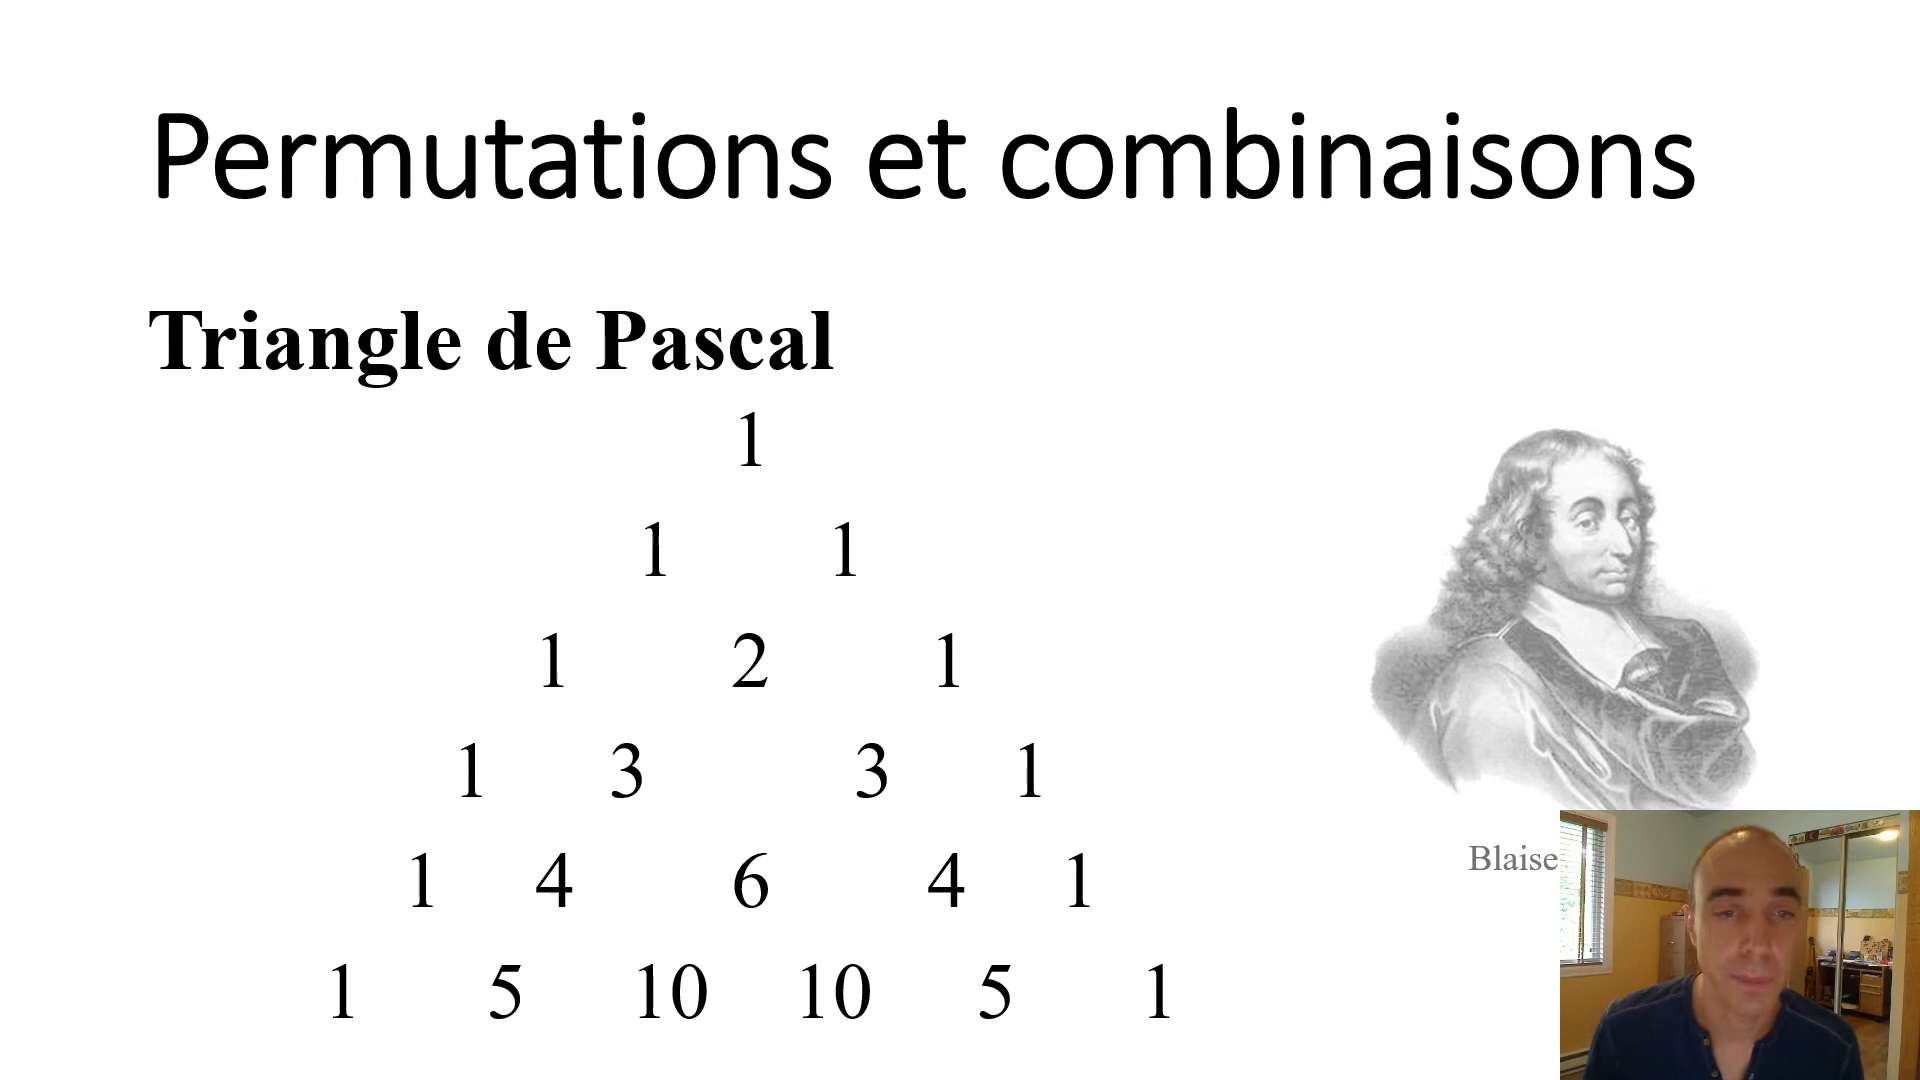 Permutations et combinaisons
Triangle de Pascal
1
1 1
1 2 1
1 3 3 1
1 4 6 4 1
Blaise
1 5 10 10 5 1